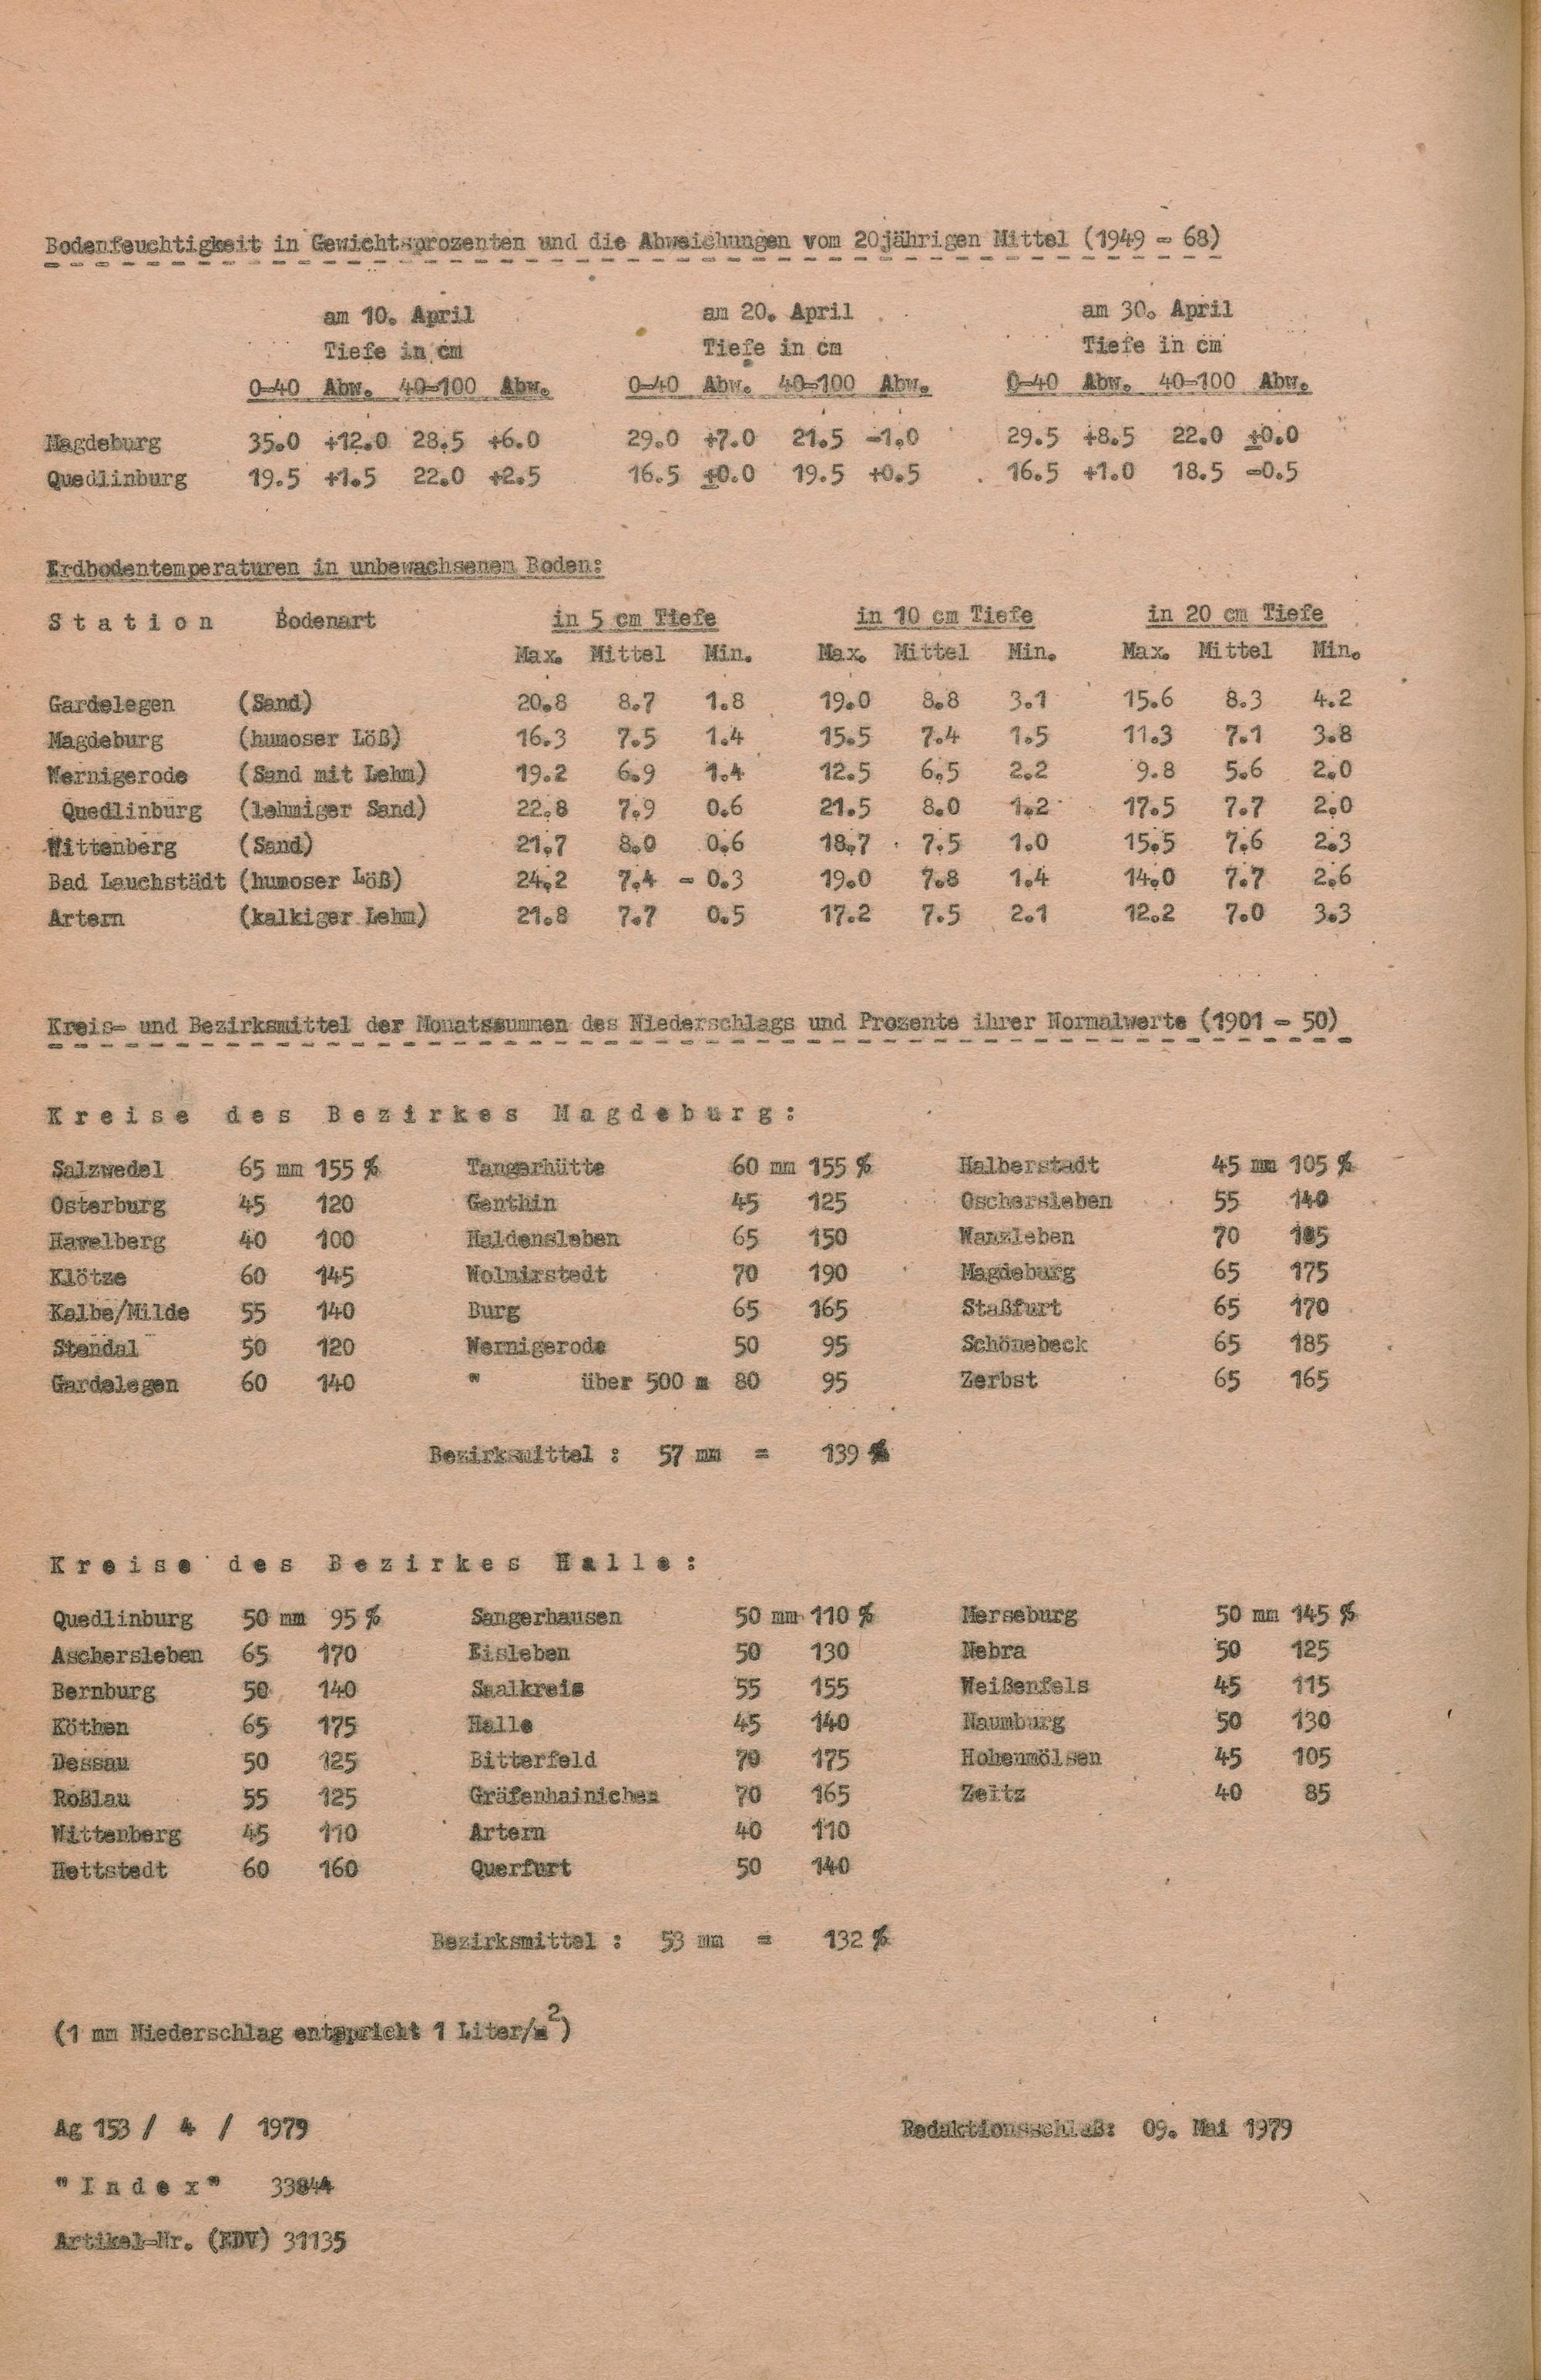 Bodenfeuchtigkeit in Gewichtsprozenten und die Abweichungen vom 20jährigen Mittel (1949 - 68)
am 10. April am 20. April am 30. April
Tiefe in cm Tiefe in cm Tiefe in cm
0-40 Abw. 40-100 Abw. 0-40 Abw. 40-100 Abw. 0-40 Abw. 40-100 Abw.
Magdeburg 35.0 +12.0 28.5 +6.0 29.0 +7.0 21.5 -1.0 29.5 +8.5 22.0 ±0.0
Quedlinburg 19.5 +1.5 22.0 +2.5 16.5 ±0.0 19.5 +0.5 16.5 +1.0 18.5 -0.5
Erdbodentemperaturen in unbewachsenem Boden:
Station Bodenart in 5 cm Tiefe in 10 cm Tiefe in 20 cm Tiefe
Max. Mittel Min. Max. Mittel Min. Max. Mittel Min.
Gardelegen (Sand) 20.8 8.7 1.8 19.0 8.8 3.1 15.6 8.3 4.2
Magdeburg (humoser Löß) 16.3 7.5 1.4 15.5 7.4 1.5 11.3 7.1 3.8
Wernigerode (Sand mit Lehm) 19.2 6.9 1.4 12.5 6.5 2.2 9.8 5.6 2.0
Quedlinburg (lehmiger Sand) 22.8 7.9 0.6 21.5 8.0 1.2 17.5 7.7 2.0
Wittenberg (Sand) 21.7 8.0 0.6 18.7 7.5 1.0 15.5 7.6 2.3
Bad Lauchstädt (humoser Löß) 24.2 7.4 - 0.3 19.0 7.8 1.4 14.0 7.7 2.6
Artern (kalkiger Lehm) 21.8 7.7 0.5 17.2 7.5 2.1 12.2 7.0 3.3
Kreis- und Bezirksmittel der Monatssummen des Niederschlags und Prozente ihrer Normalwerte (1901 - 50)
Kreise des Bezirkes Magdeburg:
Salzwedel 65 mm 155 % Tangerhütte 60 mm 155 % Halberstadt 45 mm 105 %
Osterburg 45 120 Genthin 45 125 Oschersleben 55 140
Havelberg 40 100 Haldensleben 65 150 Wanzleben 70 185
Klötze 60 145 Wolmirstedt 70 190 Magdeburg 65 175
Kalbe/Milde 55 140 Burg 65 165 Staßfurt 65 170
Stendal 50 120 Wernigerode 50 95 Schönebeck 65 185
Gardelegen 60 140 " über 500 m 80 95 Zerbst 65 165
Bezirksmittel : 57 mm = 139 %
Kreise des Bezirkes Halle:
Quedlinburg 50 mm 95 % Sangerhausen 50 mm 110 % Merseburg 50 mm 145 %
Aschersleben 65 170 Eisleben 50 130 Nebra 50 125
Bernburg 50 140 Saalkreis 55 155 Weißenfels 45 115
Köthen 65 175 Halle 45 140 Naumburg 50 130
Dessau 50 125 Bitterfeld 70 175 Hohenmölsen 45 105
Roßlau 55 125 Gräfenhainichen 70 165 Zeitz 40 85
Wittenberg 45 110 Artern 40 110
Hettstedt 60 160 Querfurt 50 140
Bezirksmittel : 53 mm = 132 %
(1 mm Niederschlag entspricht 1 Liter/m²)
Ag 153 / 4 / 1979 Redaktionsschluß: 09. Mai 1979
"Index" 33844
Artikel-Nr. (EDV) 31135